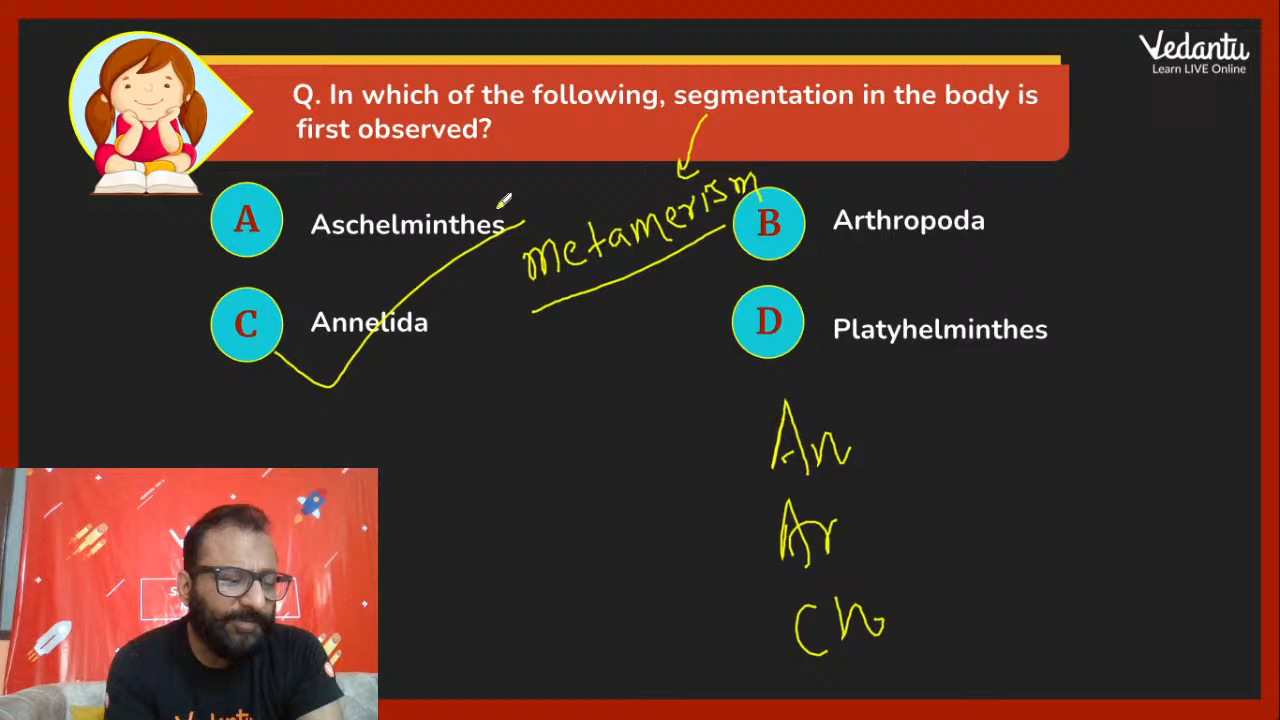 Vedantu
Learn LIVE Online
Q. In which of the following, segmentation in the body is
first observed?
A Aschelminthes
metamerism
B Arthropoda
C Annelida
D Platyhelminthes
An
Ar
Ch
Vedantu